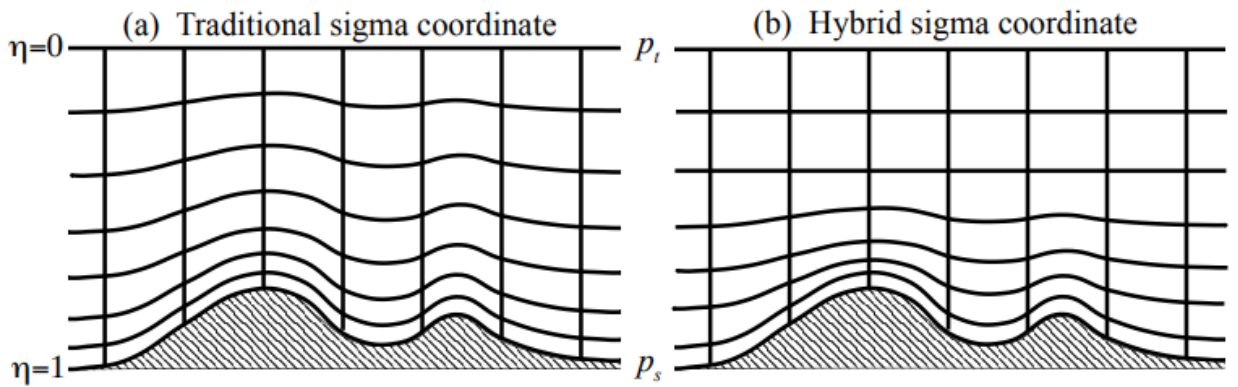 (a) Traditional sigma coordinate
η=0
η=1
(b) Hybrid sigma coordinate
pₜ
pₛ